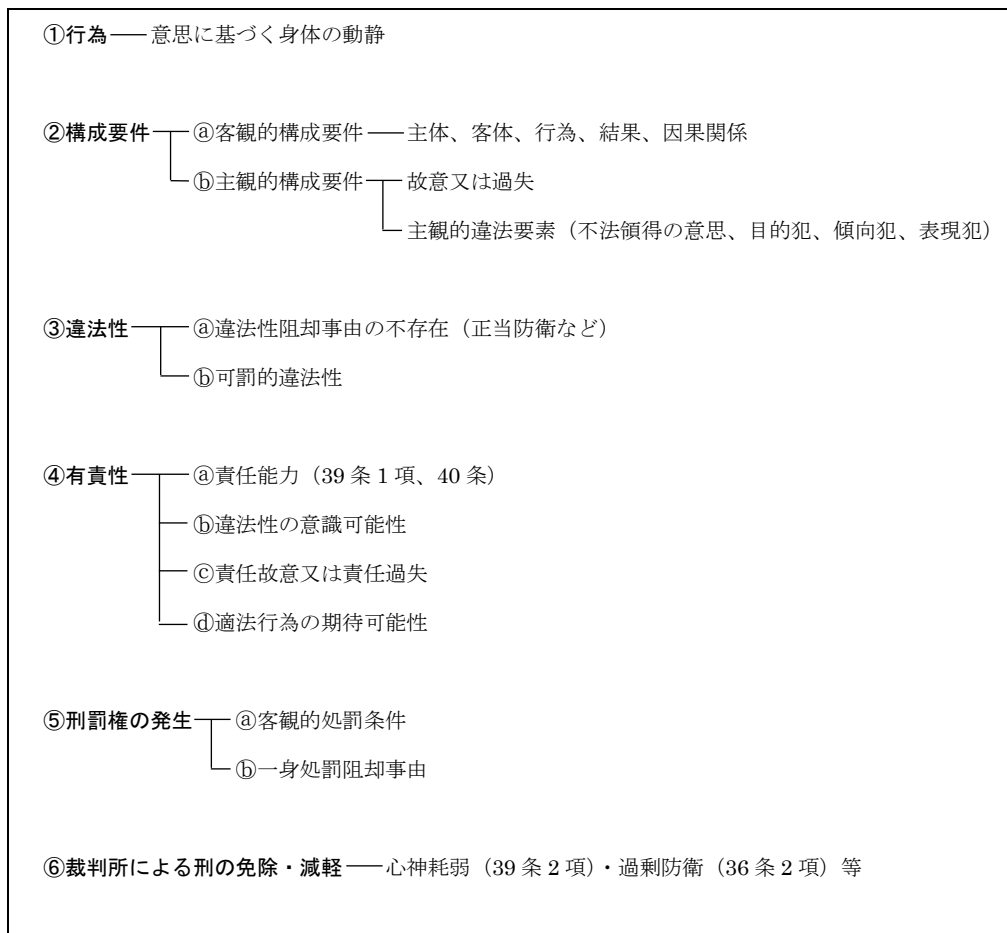 ①行為 意思に基づく身体の動静
②構成要件 ⓐ客観的構成要件 主体、客体、行為、結果、因果関係
ⓑ主観的構成要件 故意又は過失
主観的違法要素（不法領得の意思、目的犯、傾向犯、表現犯）
③違法性 ⓐ違法性阻却事由の不存在（正当防衛など）
ⓑ可罰的違法性
④有責性 ⓐ責任能力（39 条 1 項、40 条）
ⓑ違法性の意識可能性
ⓒ責任故意又は責任過失
ⓓ適法行為の期待可能性
⑤刑罰権の発生 ⓐ客観的処罰条件
ⓑ一身処罰阻却事由
⑥裁判所による刑の免除・減軽 心神耗弱（39 条 2 項）・過剰防衛（36 条 2 項）等